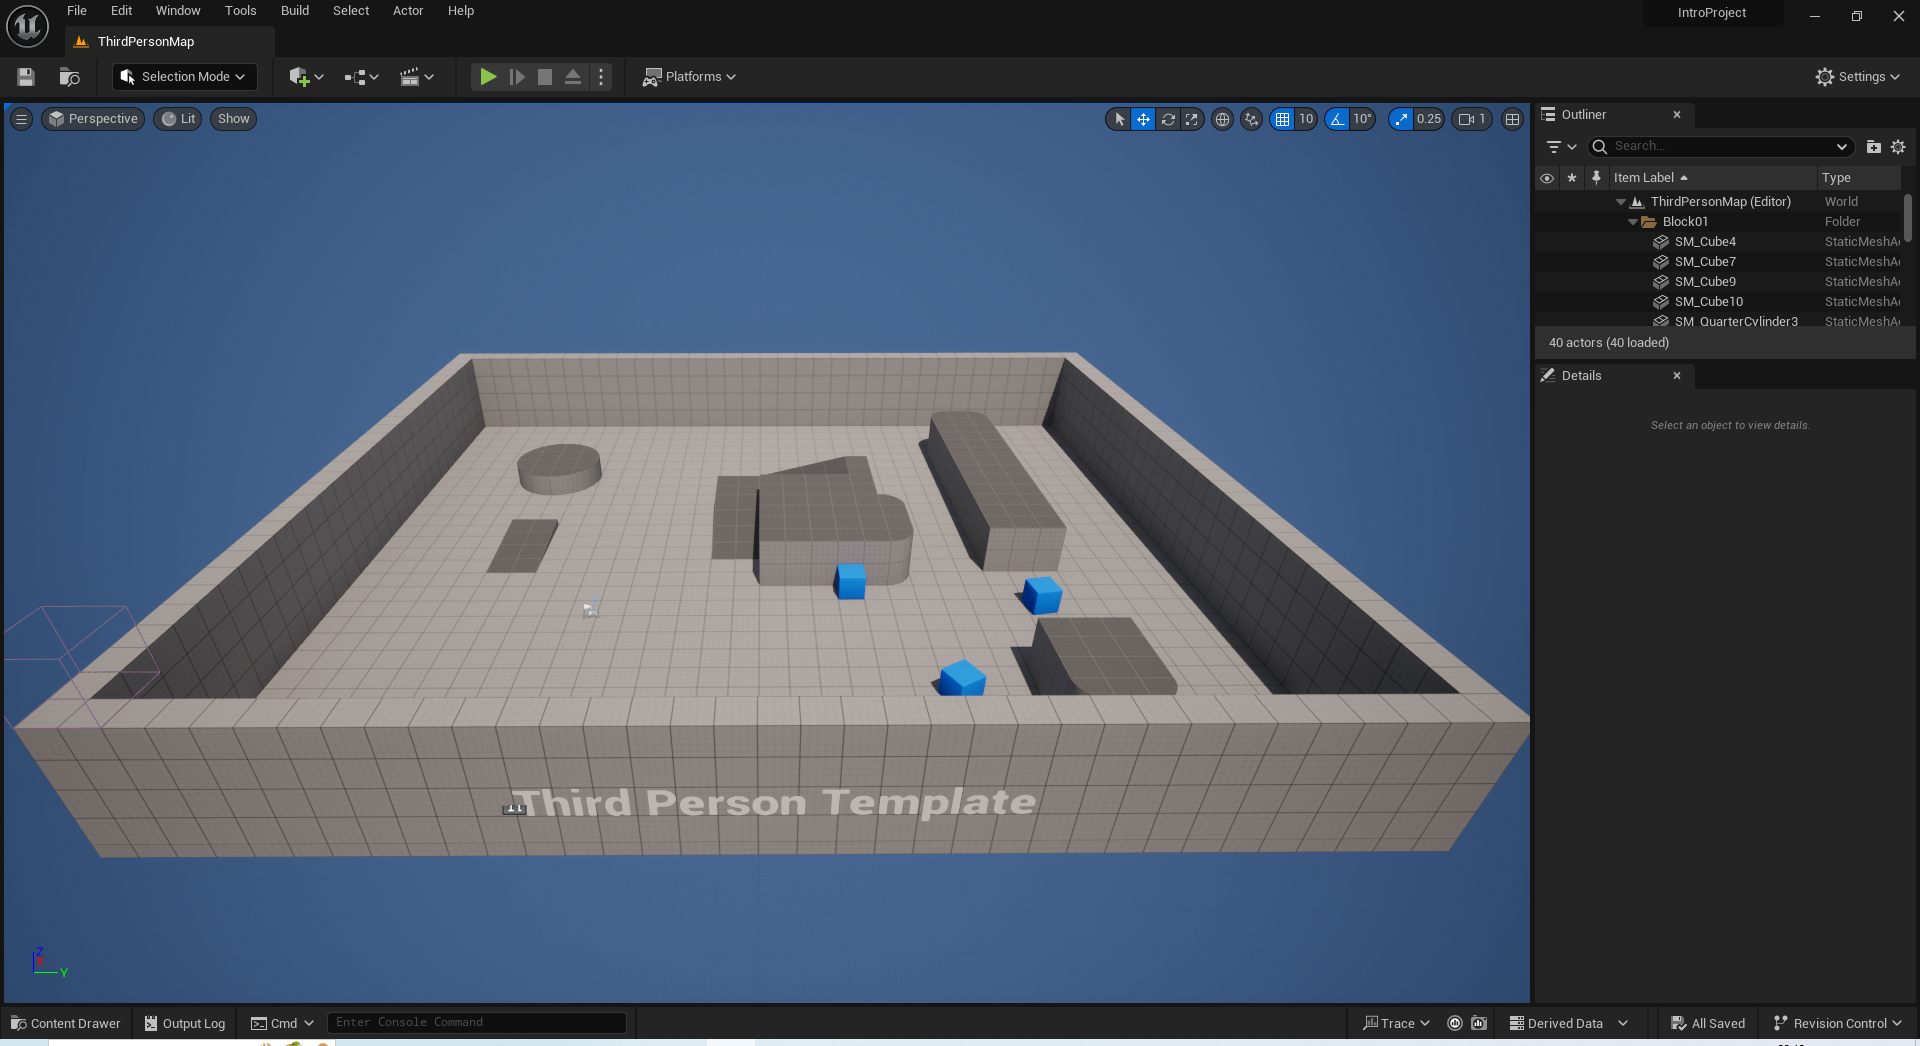 File Edit Window Tools Build Select Actor Help
IntroProject
ThirdPersonMap
Selection Mode
Platforms
Settings
Perspective Lit Show
10 10° 0.25 1
Outliner
Search...
Item Label Type
ThirdPersonMap (Editor) World
Block01 Folder
SM_Cube4 StaticMeshA
SM_Cube7 StaticMeshA
SM_Cube9 StaticMeshA
SM_Cube10 StaticMeshA
SM_QuarterCylinder3 StaticMeshA
40 actors (40 loaded)
Details
Select an object to view details.
Third Person Template
Z
X
Y
Content Drawer Output Log Cmd Enter Console Command Trace Derived Data All Saved Revision Control